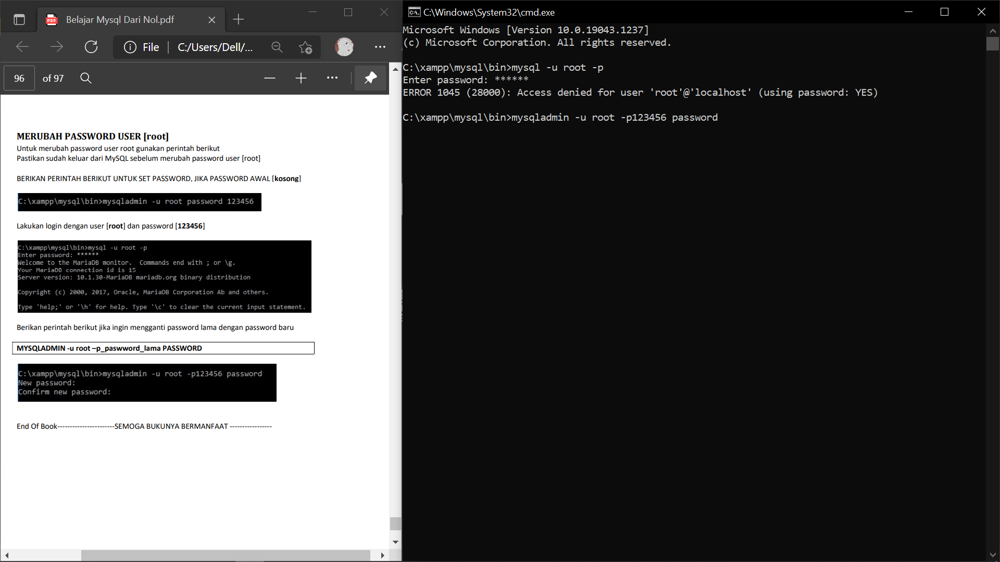 Belajar Mysql Dari Nol.pdf
File
C:/Users/Dell/...
96
of 97
MERUBAH PASSWORD USER [root]
Untuk merubah password user root gunakan perintah berikut
Pastikan sudah keluar dari MySQL sebelum merubah password user [root]
BERIKAN PERINTAH BERIKUT UNTUK SET PASSWORD, JIKA PASSWORD AWAL [kosong]
C:\xampp\mysql\bin>mysqladmin -u root password 123456
Lakukan login dengan user [root] dan password [123456]
C:\xampp\mysql\bin>mysql -u root -p
Enter password: ******
Welcome to the MariaDB monitor.  Commands end with ; or \g.
Your MariaDB connection id is 15
Server version: 10.1.30-MariaDB mariadb.org binary distribution
Copyright (c) 2000, 2017, Oracle, MariaDB Corporation Ab and others.
Type 'help;' or '\h' for help. Type '\c' to clear the current input statement.
Berikan perintah berikut jika ingin mengganti password lama dengan password baru
MYSQLADMIN -u root –p_paswword_lama PASSWORD
C:\xampp\mysql\bin>mysqladmin -u root -p123456 password
New password:
Confirm new password:
End Of Book-----------------------SEMOGA BUKUNYA BERMANFAAT -----------------
C:\Windows\System32\cmd.exe
Microsoft Windows [Version 10.0.19043.1237]
(c) Microsoft Corporation. All rights reserved.
C:\xampp\mysql\bin>mysql -u root -p
Enter password: ******
ERROR 1045 (28000): Access denied for user 'root'@'localhost' (using password: YES)
C:\xampp\mysql\bin>mysqladmin -u root -p123456 password